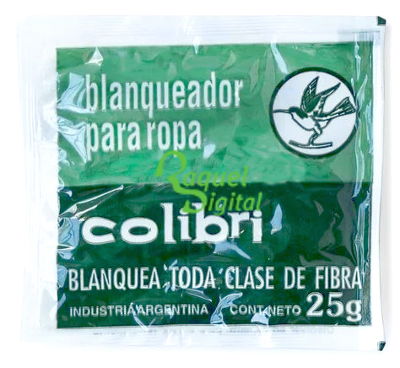 blanqueador
para ropa
Raquel
Digital
colibri
BLANQUEA TODA CLASE DE FIBRA
INDUSTRIA ARGENTINA CONT. NETO 25g